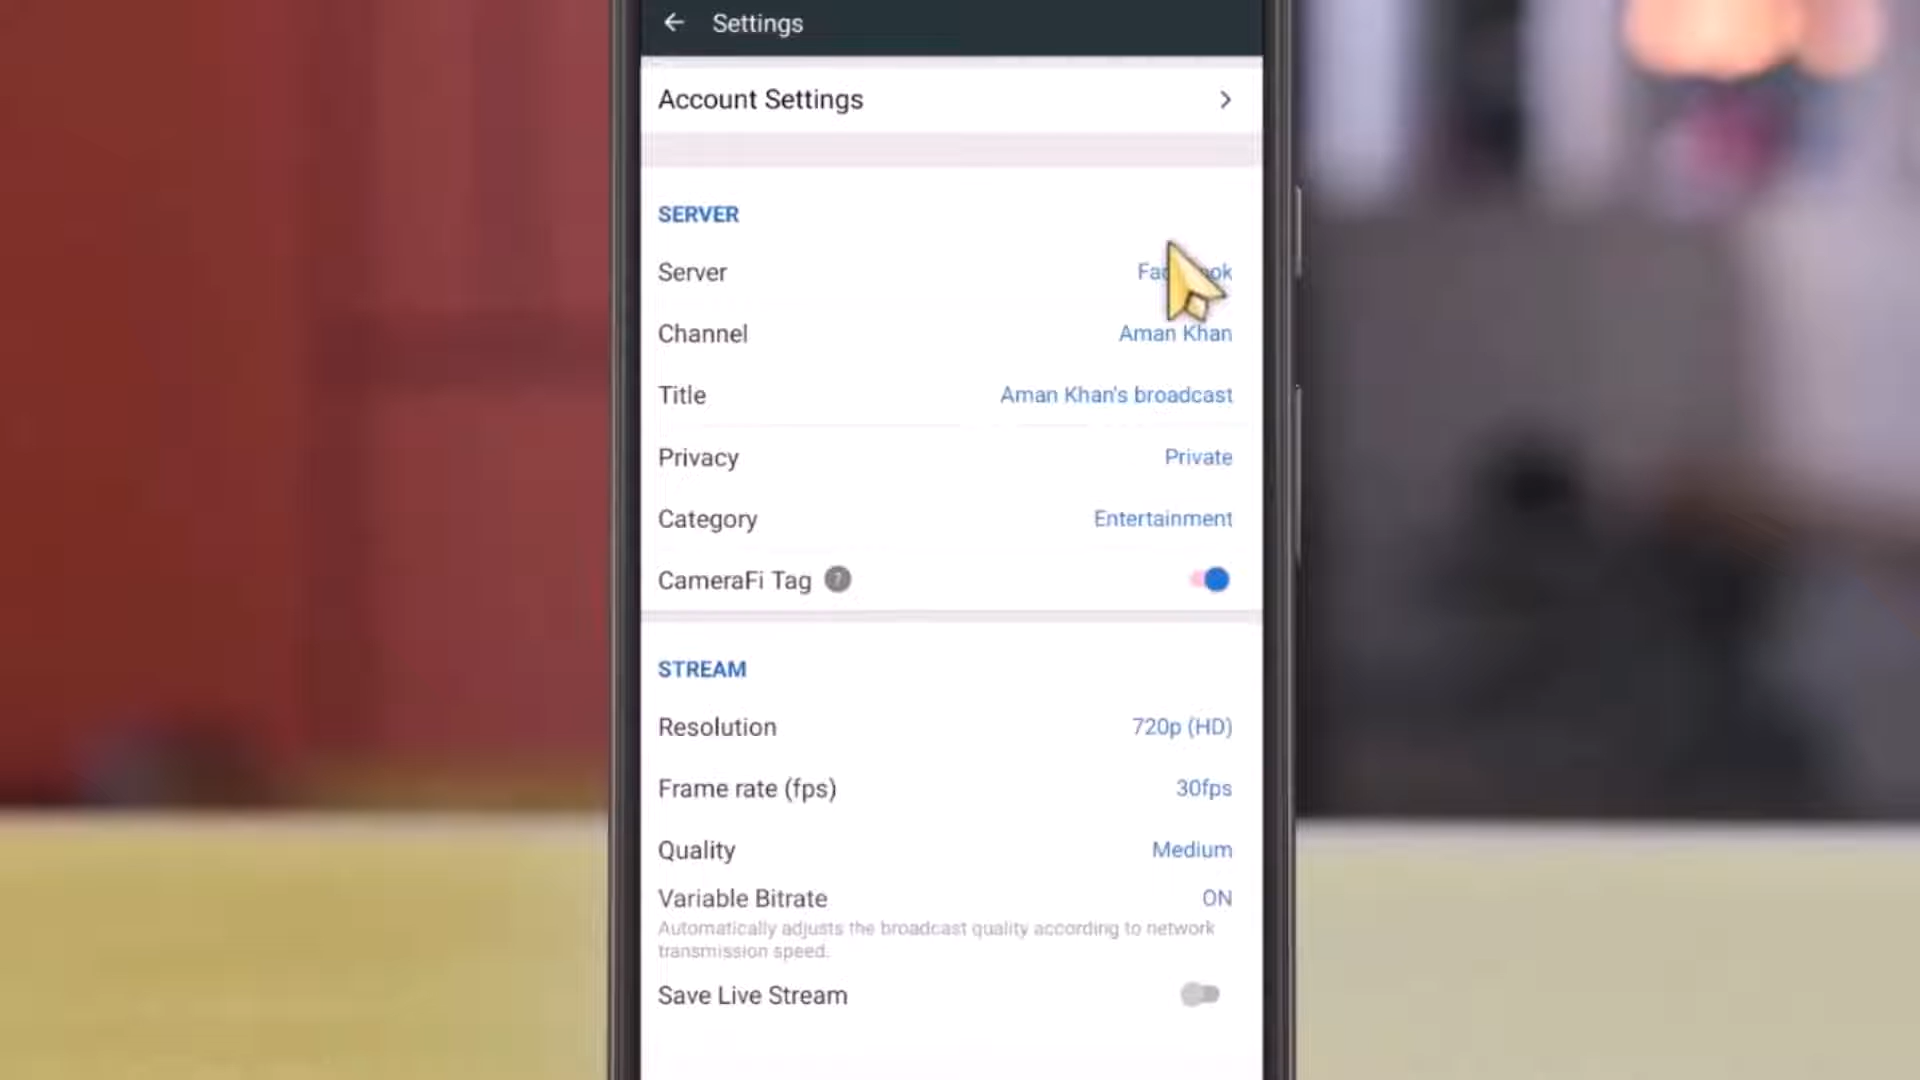 Settings
Account Settings
SERVER
Server
Channel Aman Khan
Title Aman Khan's broadcast
Privacy Private
Category Entertainment
CameraFi Tag ?
STREAM
Resolution 720p (HD)
Frame rate (fps) 30fps
Quality Medium
Variable Bitrate ON
Automatically adjusts the broadcast quality according to network
transmission speed.
Save Live Stream